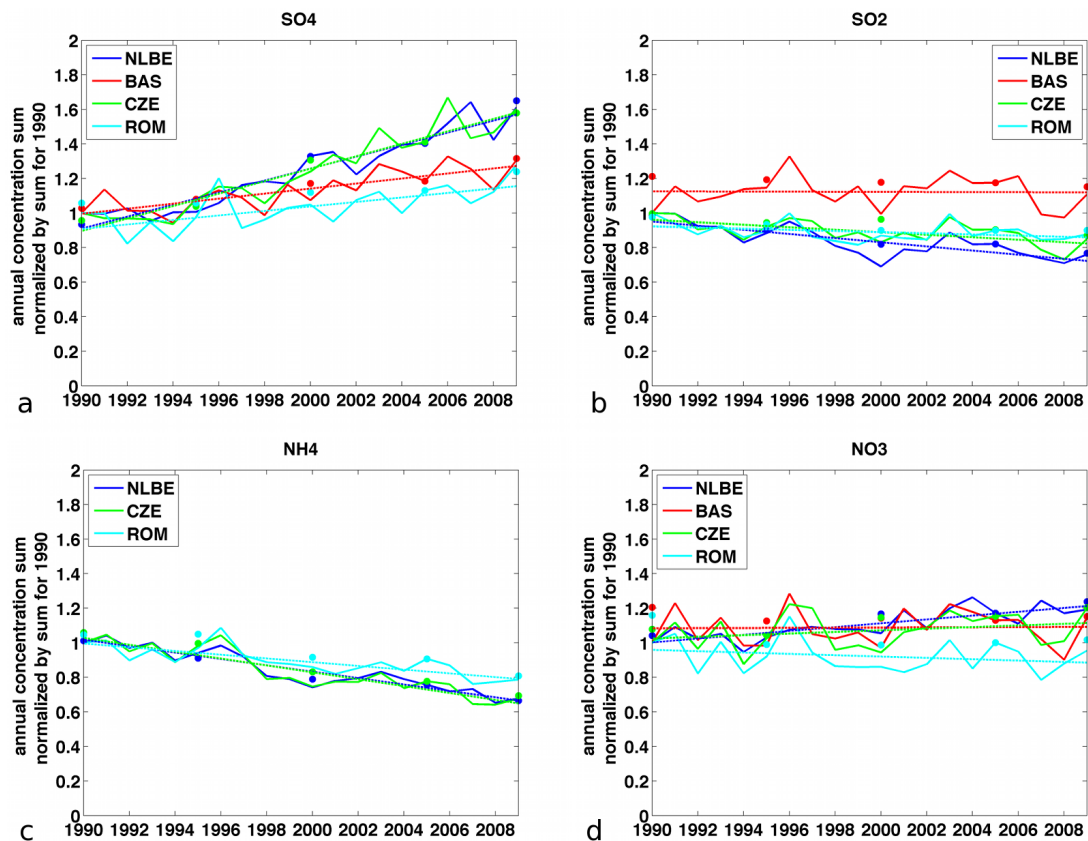 SO4
annual concentration sum
normalized by sum for 1990
2
1.8
1.6
1.4
1.2
1
0.8
0.6
0.4
0.2
0
NLBE
BAS
CZE
ROM
a
1990 1992 1994 1996 1998 2000 2002 2004 2006 2008
SO2
annual concentration sum
normalized by sum for 1990
2
1.8
1.6
1.4
1.2
1
0.8
0.6
0.4
0.2
0
NLBE
BAS
CZE
ROM
b
1990 1992 1994 1996 1998 2000 2002 2004 2006 2008
NH4
annual concentration sum
normalized by sum for 1990
2
1.8
1.6
1.4
1.2
1
0.8
0.6
0.4
0.2
0
NLBE
CZE
ROM
c
1990 1992 1994 1996 1998 2000 2002 2004 2006 2008
NO3
annual concentration sum
normalized by sum for 1990
2
1.8
1.6
1.4
1.2
1
0.8
0.6
0.4
0.2
0
NLBE
BAS
CZE
ROM
d
1990 1992 1994 1996 1998 2000 2002 2004 2006 2008